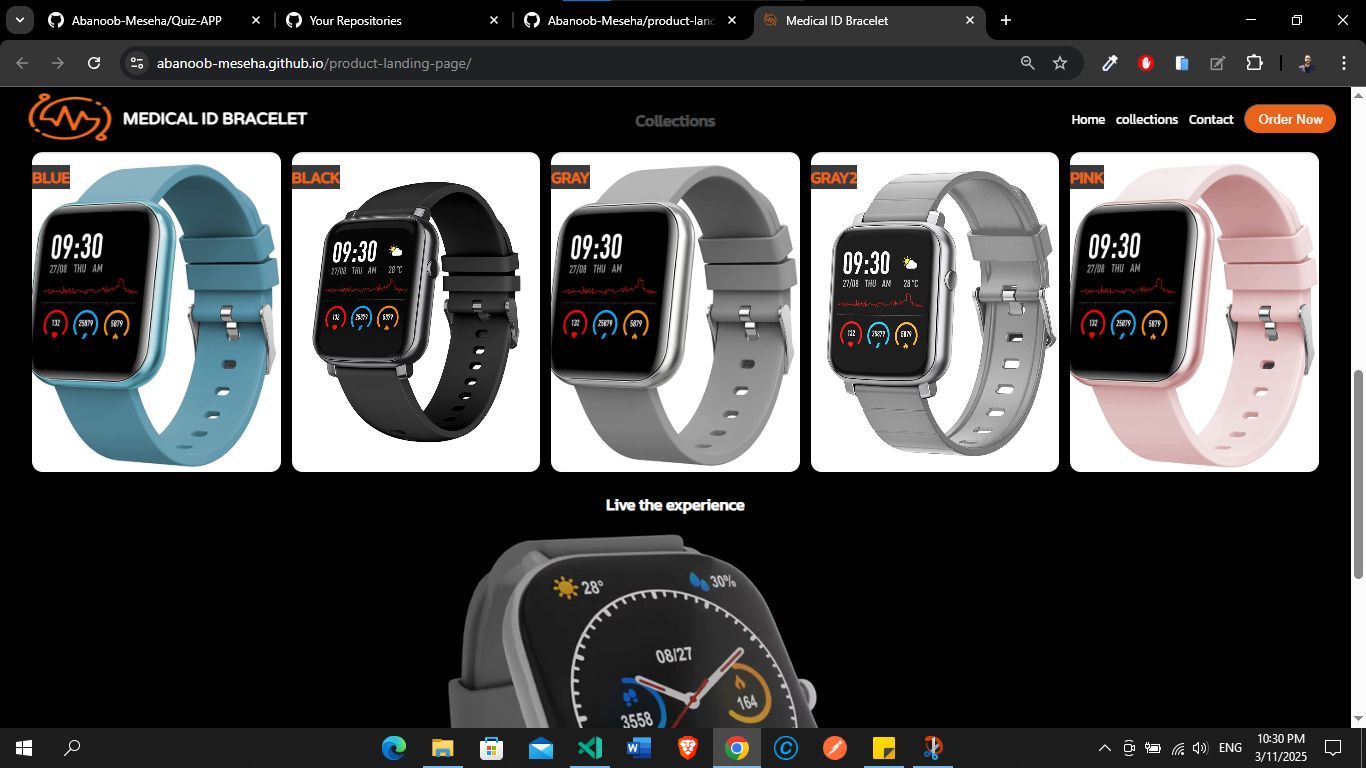 Abanoob-Meseha/Quiz-APP
Your Repositories
Abanoob-Meseha/product-land
Medical ID Bracelet
abanoob-meseha.github.io/product-landing-page/
MEDICAL ID BRACELET
Collections
Home
collections
Contact
Order Now
BLUE
BLACK
GRAY
GRAY2
PINK
09:30
27/08 THU AM
132
25879
5879
09:30
27/08 THU AM 28 °C
132
25879
5879
09:30
27/08 THU AM
132
25879
5879
09:30
27/08 THU AM 28 °C
132
25879
5879
09:30
27/08 THU AM
132
25879
5879
Live the experience
28°
30%
08/27
3558
164
ENG
10:30 PM
3/11/2025